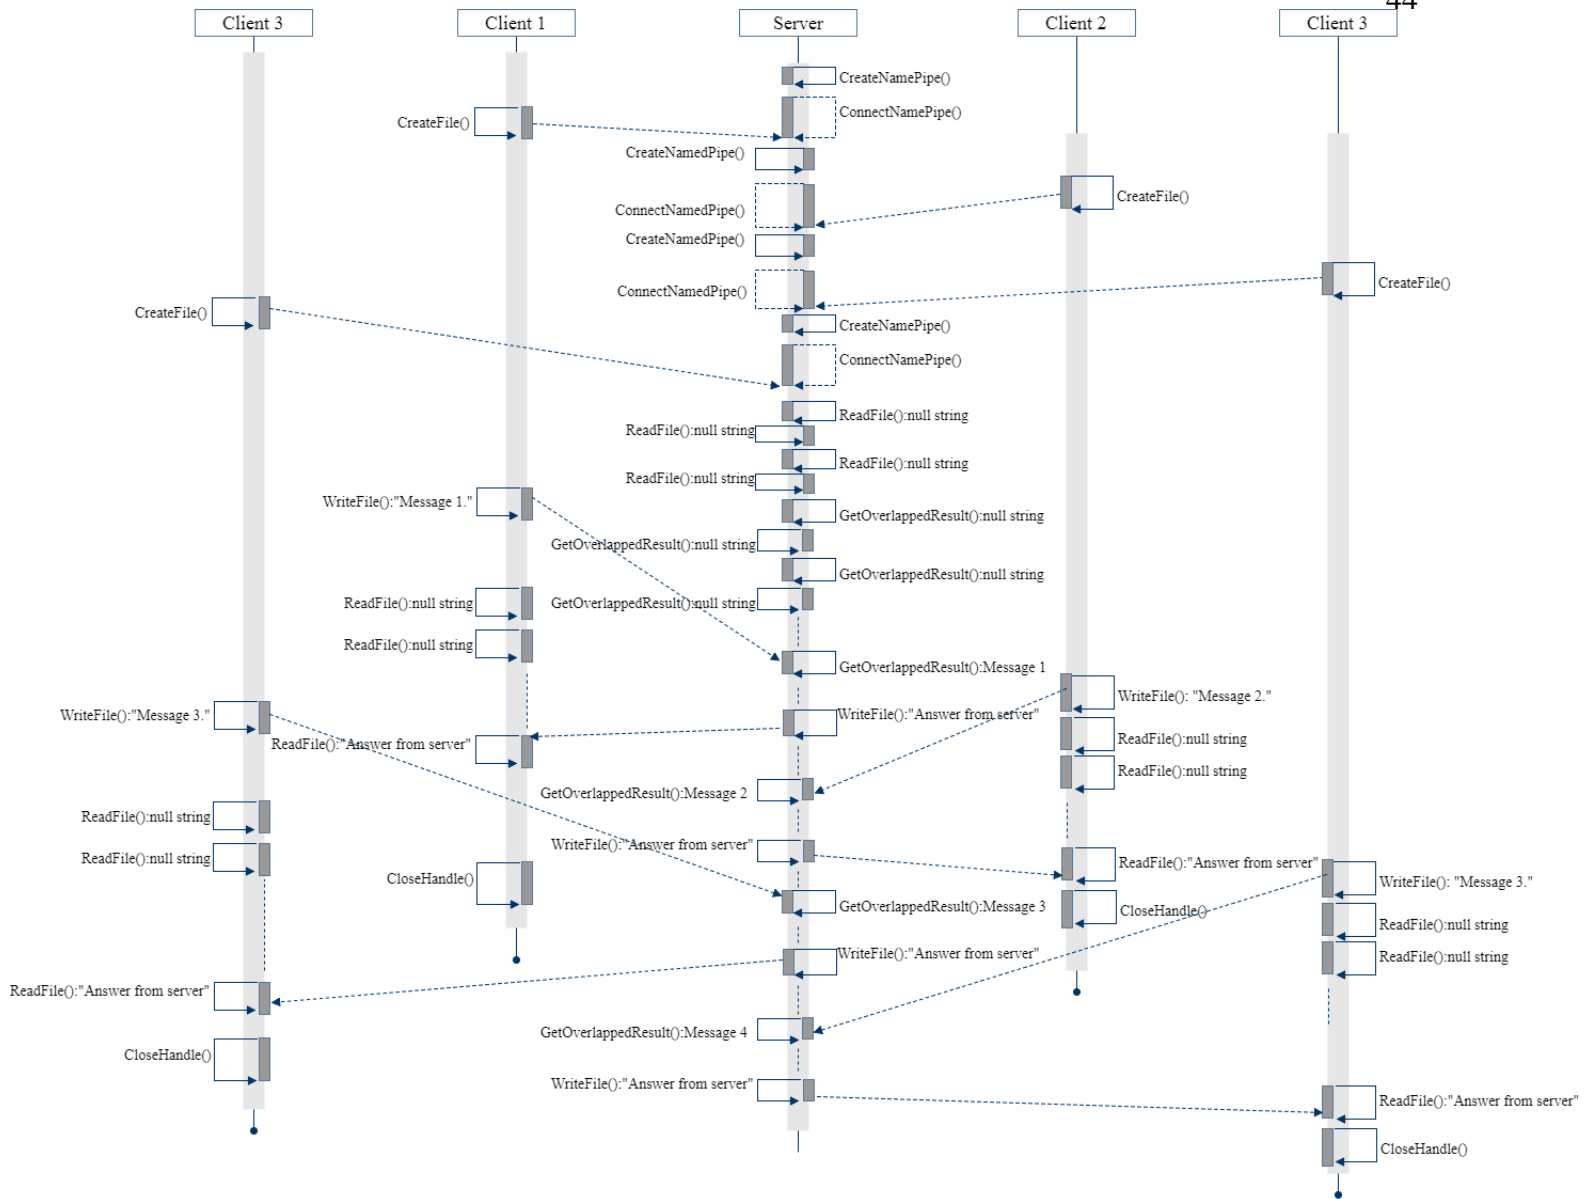 44
Client 3
Client 1
Server
Client 2
Client 3
CreateNamePipe()
ConnectNamePipe()
CreateFile()
CreateNamedPipe()
CreateFile()
ConnectNamedPipe()
CreateNamedPipe()
CreateFile()
ConnectNamedPipe()
CreateFile()
CreateNamePipe()
ConnectNamePipe()
ReadFile():null string
ReadFile():null string
ReadFile():null string
ReadFile():null string
WriteFile():"Message 1."
GetOverlappedResult():null string
GetOverlappedResult():null string
GetOverlappedResult():null string
ReadFile():null string
GetOverlappedResult():null string
ReadFile():null string
GetOverlappedResult():Message 1
WriteFile(): "Message 2."
WriteFile():"Message 3."
WriteFile():"Answer from server"
ReadFile():null string
ReadFile():"Answer from server"
ReadFile():null string
GetOverlappedResult():Message 2
ReadFile():null string
WriteFile():"Answer from server"
ReadFile():null string
ReadFile():"Answer from server"
CloseHandle()
WriteFile(): "Message 3."
GetOverlappedResult():Message 3
CloseHandle()
ReadFile():null string
WriteFile():"Answer from server"
ReadFile():null string
ReadFile():"Answer from server"
GetOverlappedResult():Message 4
CloseHandle()
WriteFile():"Answer from server"
ReadFile():"Answer from server"
CloseHandle()